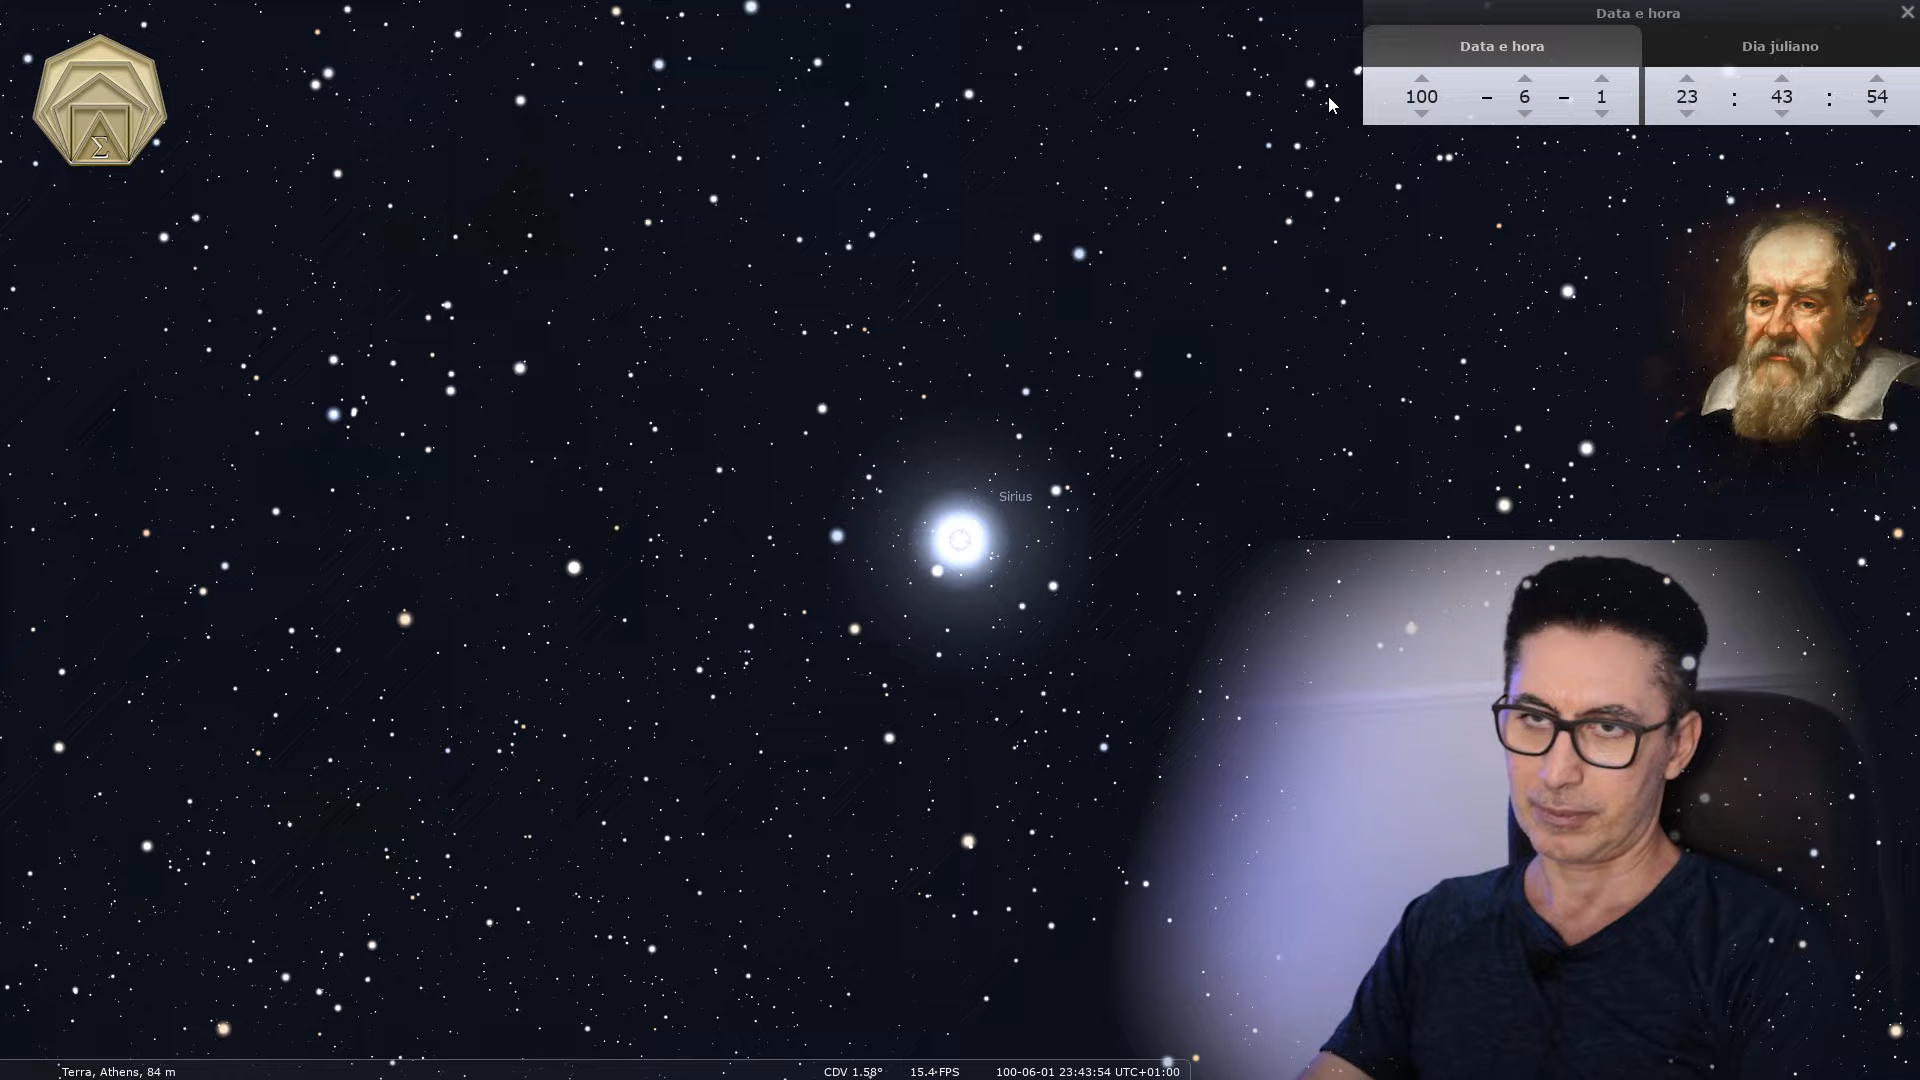 Data e hora
Data e hora
Dia juliano
100 – 6 – 1
23 : 43 : 54
Σ
Sirius
Terra, Athens, 84 m
CDV 1.58°
15.4 FPS
100-06-01 23:43:54 UTC+01:00